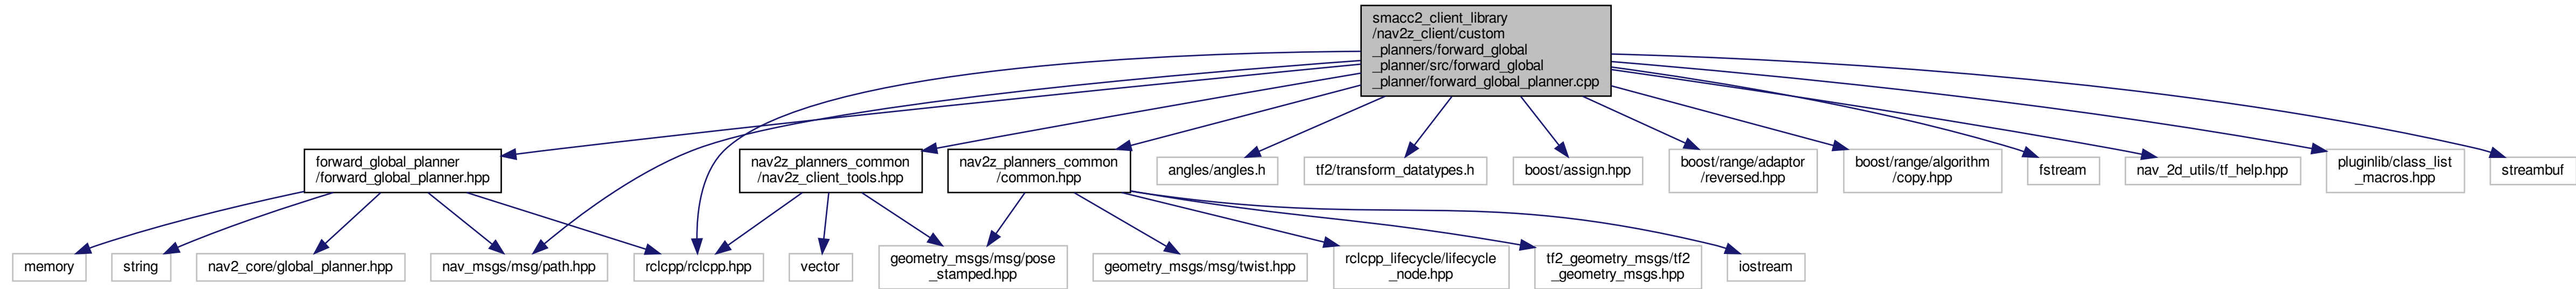 smacc2_client_library
/nav2z_client/custom
_planners/forward_global
_planner/src/forward_global
_planner/forward_global_planner.cpp
forward_global_planner
/forward_global_planner.hpp
nav2z_planners_common
/nav2z_client_tools.hpp
nav2z_planners_common
/common.hpp
angles/angles.h
tf2/transform_datatypes.h
boost/assign.hpp
boost/range/adaptor
/reversed.hpp
boost/range/algorithm
/copy.hpp
fstream
nav_2d_utils/tf_help.hpp
pluginlib/class_list
_macros.hpp
streambuf
memory
string
nav2_core/global_planner.hpp
nav_msgs/msg/path.hpp
rclcpp/rclcpp.hpp
vector
geometry_msgs/msg/pose
_stamped.hpp
geometry_msgs/msg/twist.hpp
rclcpp_lifecycle/lifecycle
_node.hpp
tf2_geometry_msgs/tf2
_geometry_msgs.hpp
iostream